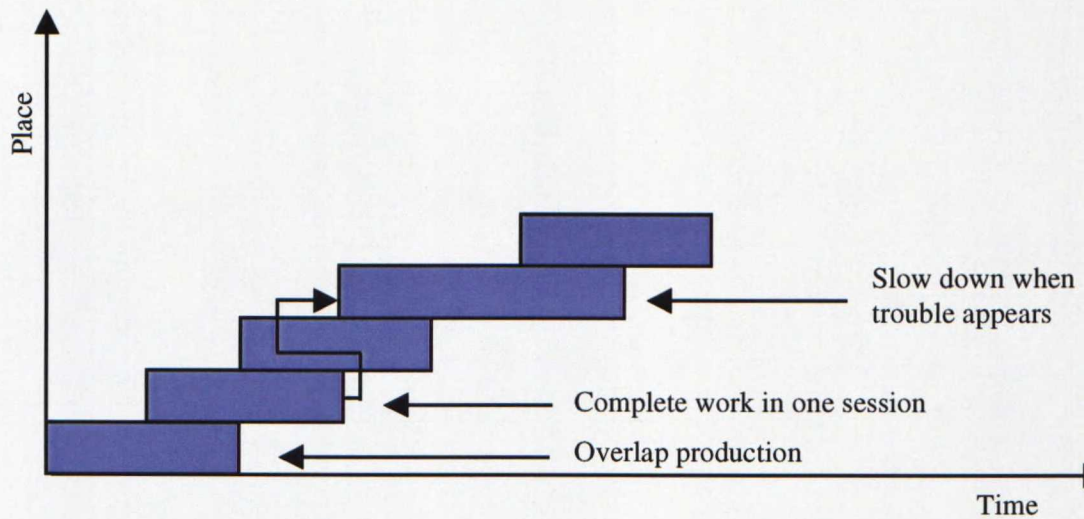 Place
Slow down when
trouble appears
Complete work in one session
Overlap production
Time